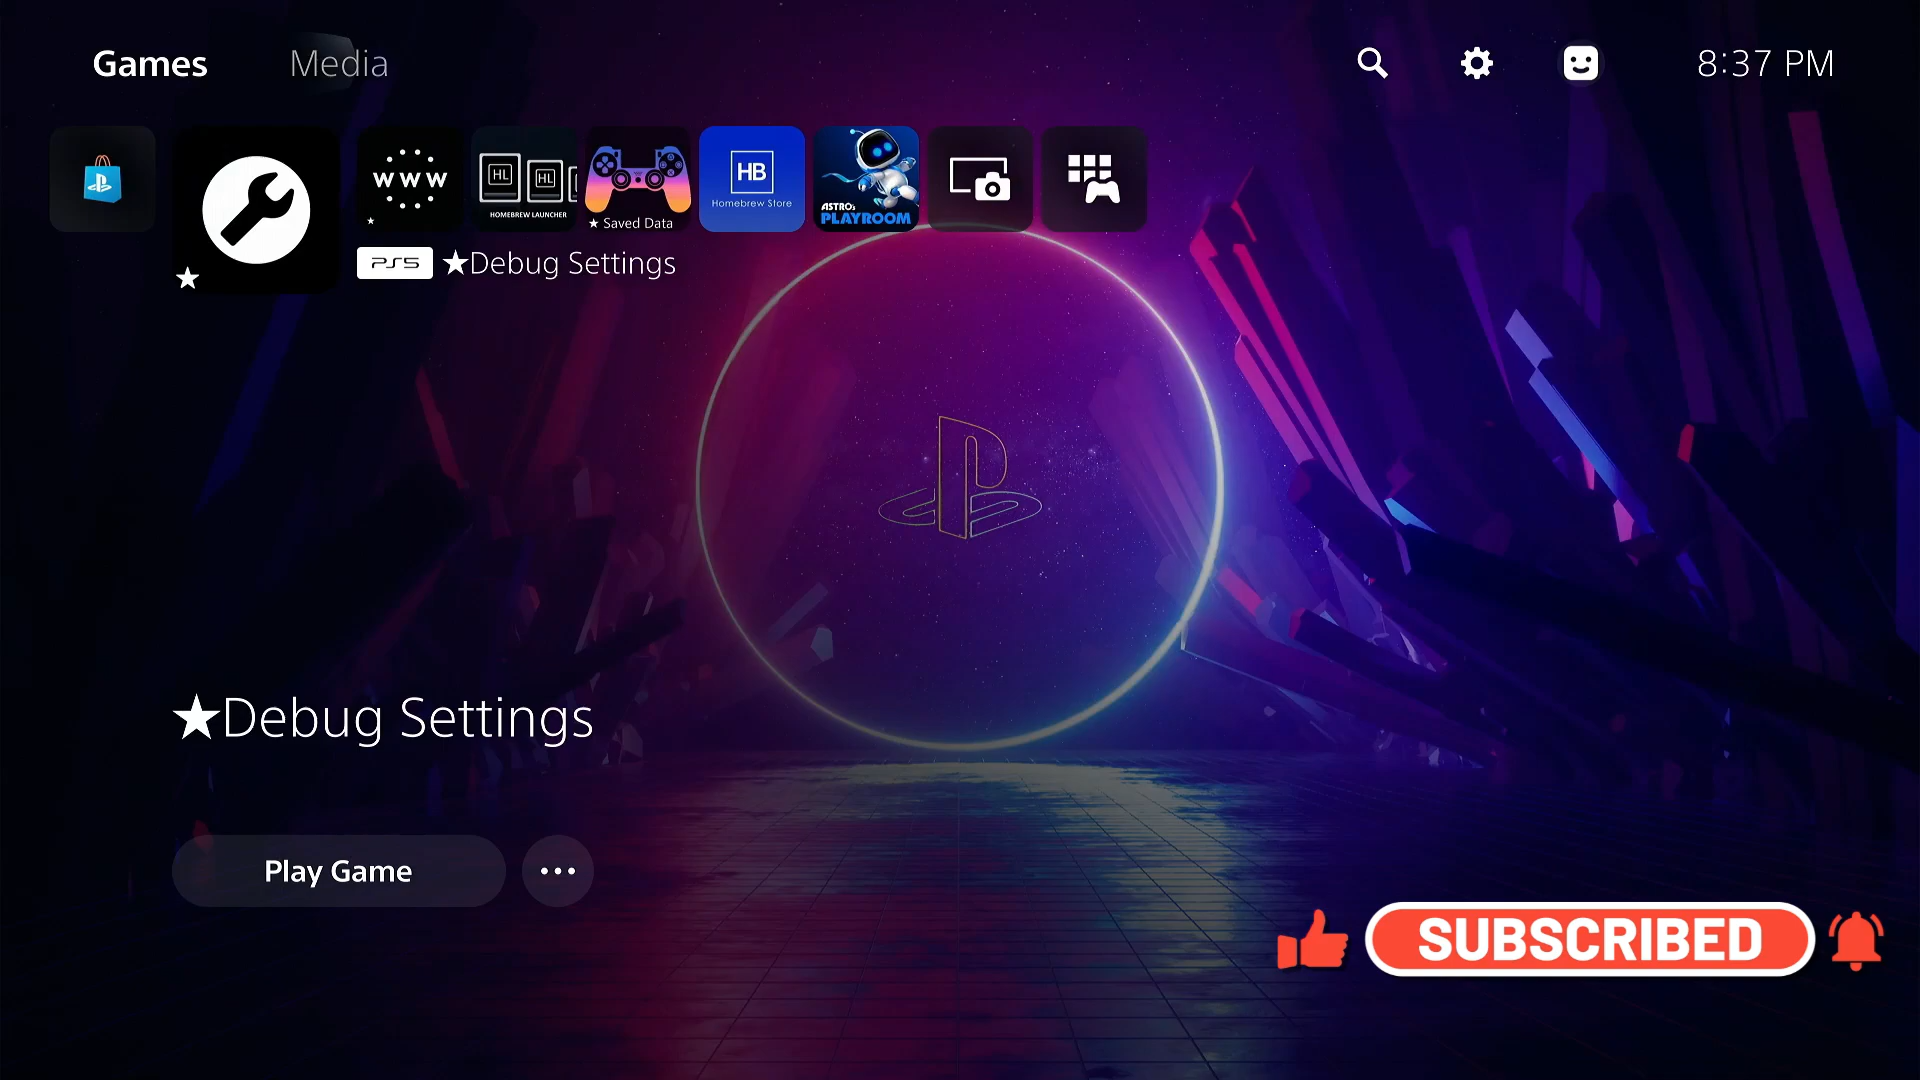 Games
Media
8:37 PM
WWW
HL
HL
HOMEBREW LAUNCHER
★ Saved Data
HB
Homebrew Store
ASTRO's
PLAYROOM
PS5 ★Debug Settings
★Debug Settings
Play Game
SUBSCRIBED